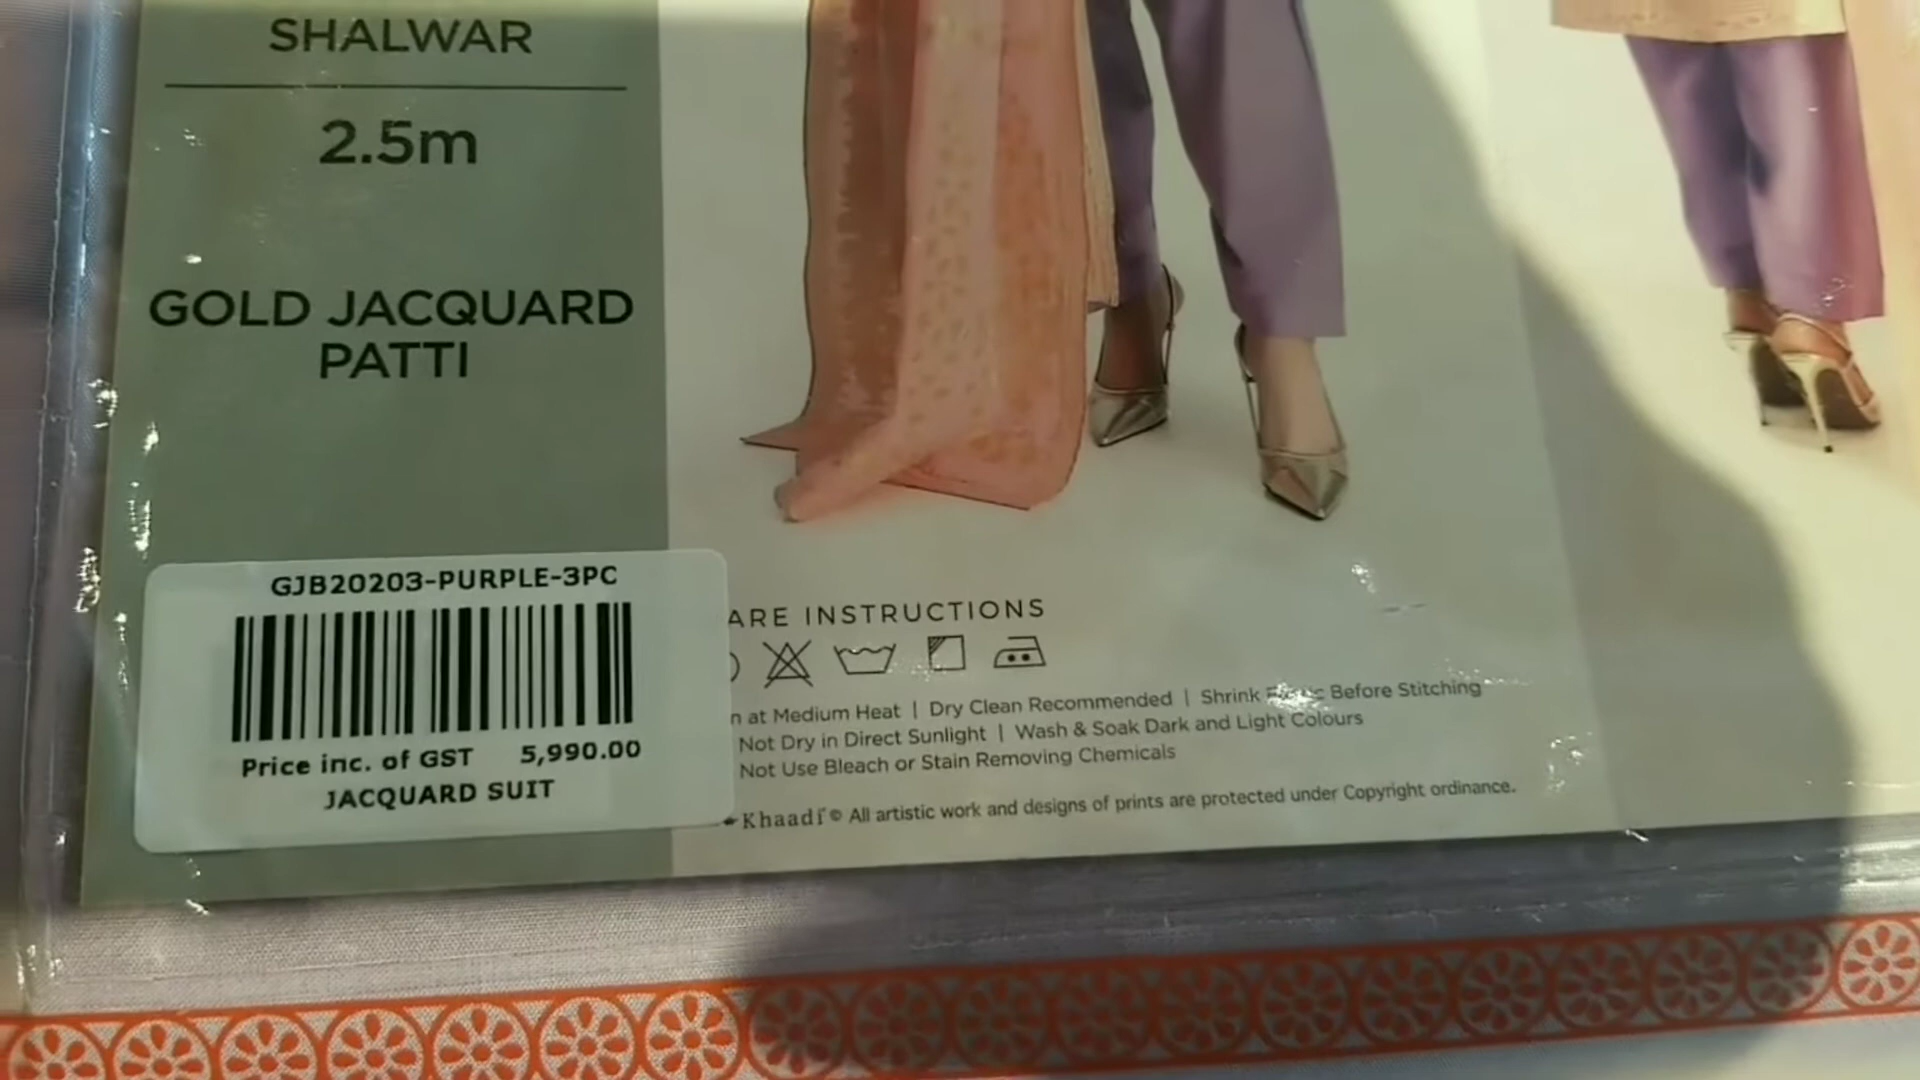 SHALWAR
2.5m
GOLD JACQUARD
PATTI
GJB20203-PURPLE-3PC
Price inc. of GST 5,990.00
JACQUARD SUIT
ARE INSTRUCTIONS
n at Medium Heat | Dry Clean Recommended | Shrink Before Stitching
Not Dry in Direct Sunlight | Wash & Soak Dark and Light Colours
Not Use Bleach or Stain Removing Chemicals
Khaadi © All artistic work and designs of prints are protected under Copyright ordinance.